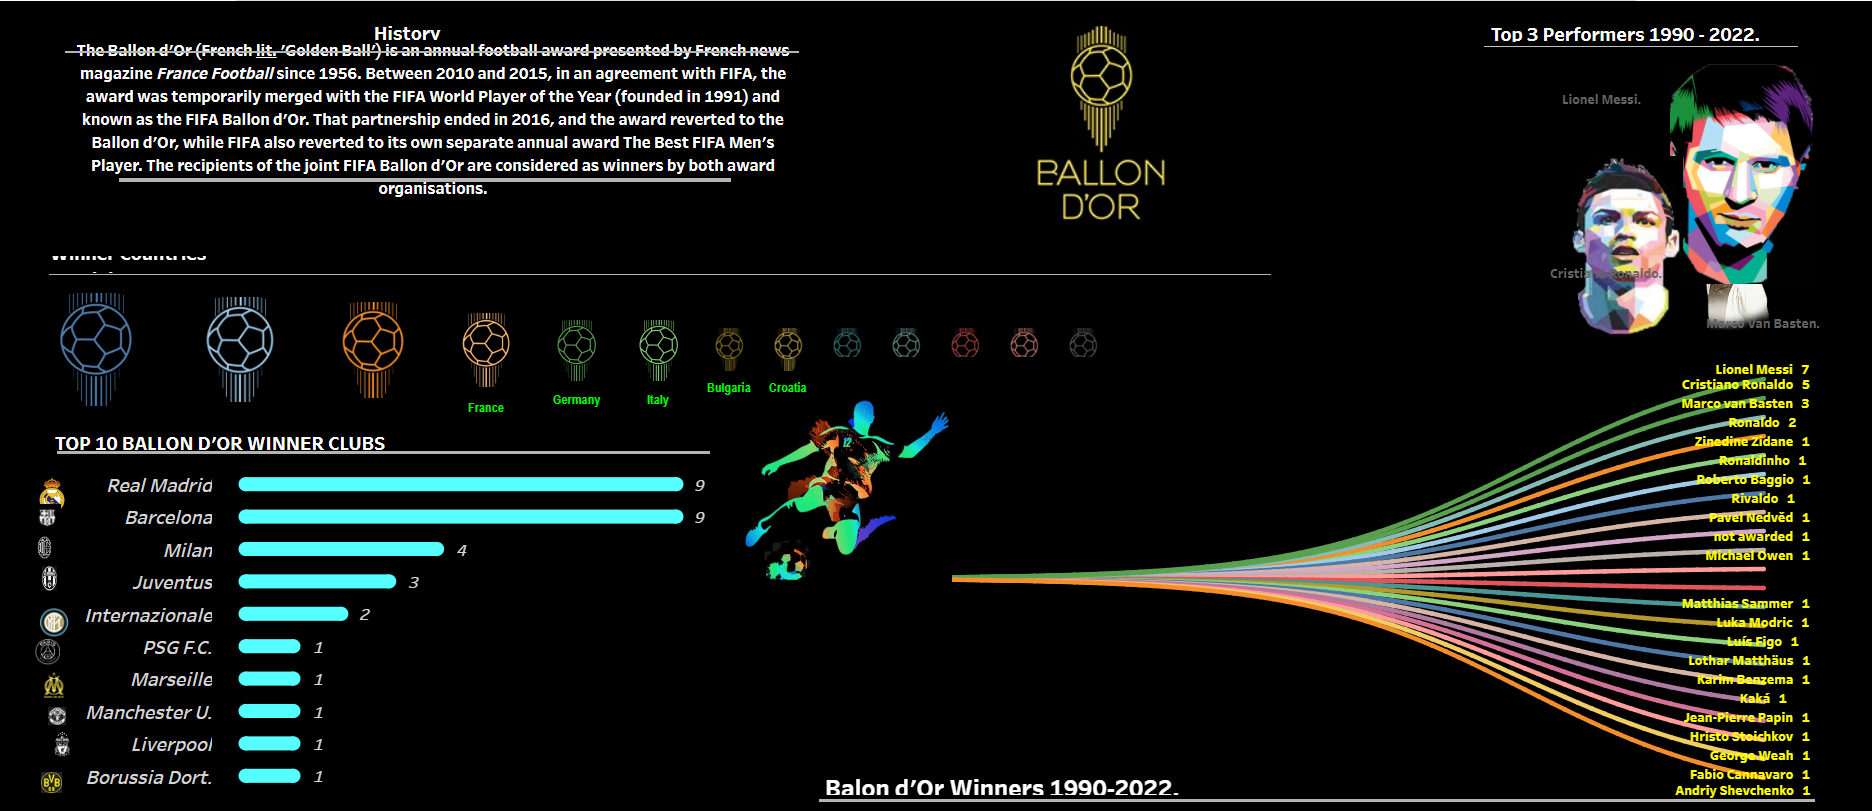 History
The Ballon d’Or (French lit. ‘Golden Ball’) is an annual football award presented by French news
magazine France Football since 1956. Between 2010 and 2015, in an agreement with FIFA, the
award was temporarily merged with the FIFA World Player of the Year (founded in 1991) and
known as the FIFA Ballon d’Or. That partnership ended in 2016, and the award reverted to the
Ballon d’Or, while FIFA also reverted to its own separate annual award The Best FIFA Men’s
Player. The recipients of the joint FIFA Ballon d’Or are considered as winners by both award
organisations.
BALLON
D’OR
Top 3 Performers 1990 - 2022.
Lionel Messi.
Cristiano Ronaldo.
Marco Van Basten.
Winner Countries
France
Germany
Italy
Bulgaria
Croatia
TOP 10 BALLON D’OR WINNER CLUBS
Real Madrid 9
Barcelona 9
Milan 4
Juventus 3
Internazionale 2
PSG F.C. 1
Marseille 1
Manchester U. 1
Liverpool 1
Borussia Dort. 1
12
Lionel Messi 7
Cristiano Ronaldo 5
Marco van Basten 3
Ronaldo 2
Zinedine Zidane 1
Ronaldinho 1
Roberto Baggio 1
Rivaldo 1
Pavel Nedvěd 1
not awarded 1
Michael Owen 1
Matthias Sammer 1
Luka Modric 1
Luís Figo 1
Lothar Matthäus 1
Karim Benzema 1
Kaká 1
Jean-Pierre Papin 1
Hristo Stoichkov 1
George Weah 1
Fabio Cannavaro 1
Andriy Shevchenko 1
Balon d’Or Winners 1990-2022.